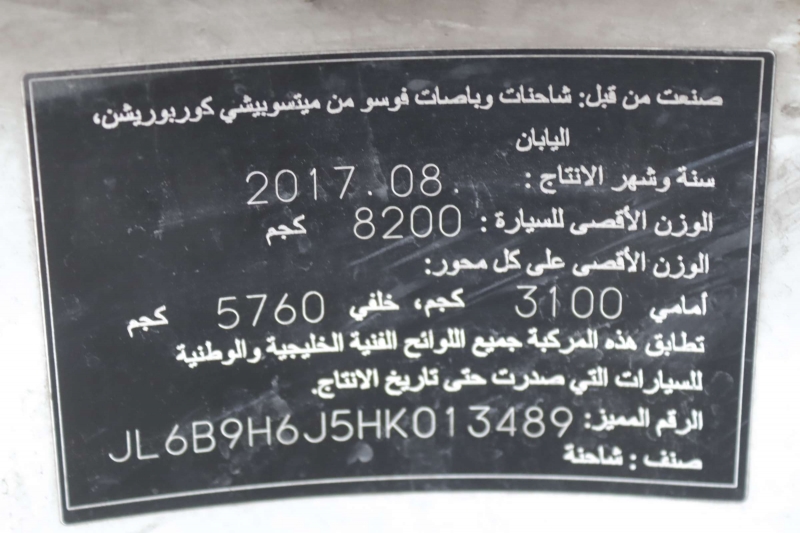 صنعت من قبل: شاحنات وباصات فوسو من ميتسوبيشي كوربوريشن،
اليابان
سنة وشهر الانتاج : 2017.08.
الوزن الأقصى للسيارة : 8200 كجم
الوزن الأقصى على كل محور:
أمامي 3100 كجم، خلفي 5760 كجم
تطابق هذه المركبة جميع اللوائح الفنية الخليجية والوطنية
للسيارات التي صدرت حتى تاريخ الانتاج.
الرقم المميز: JL6B9H6J5HK013489
صنف : شاحنة